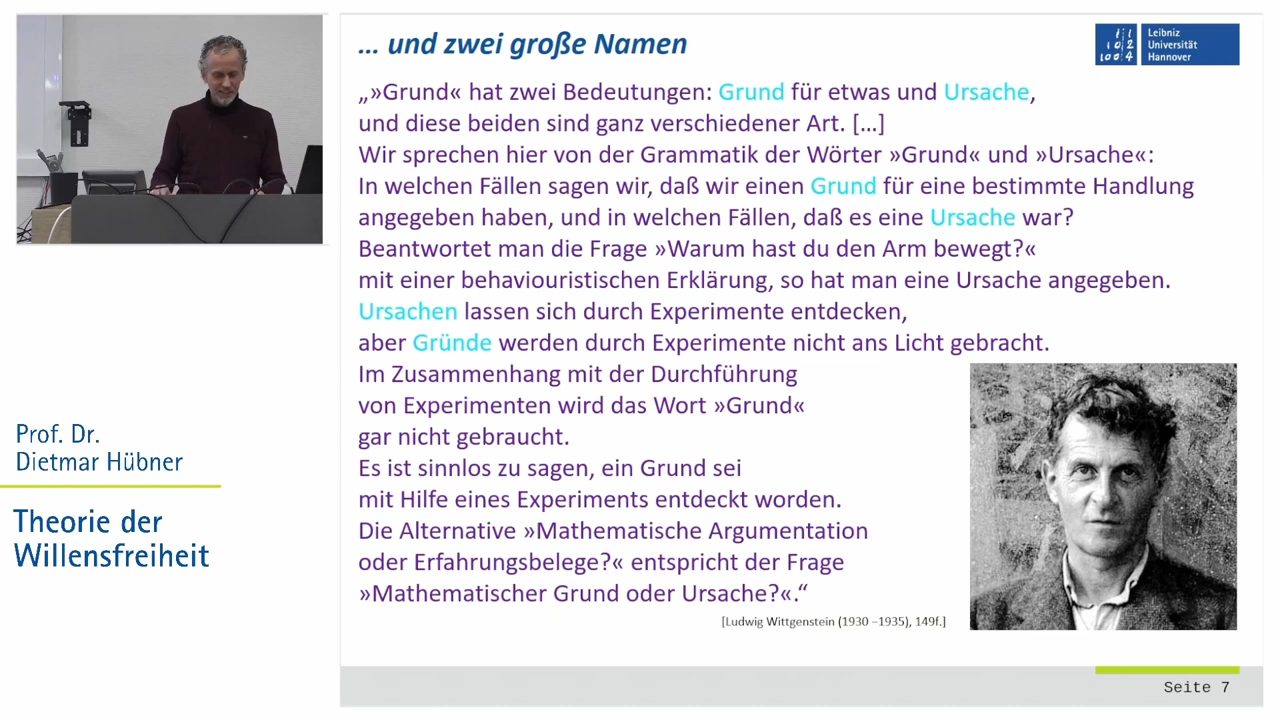 … und zwei große Namen
Leibniz
Universität
Hannover
„»Grund« hat zwei Bedeutungen: Grund für etwas und Ursache,
und diese beiden sind ganz verschiedener Art. […]
Wir sprechen hier von der Grammatik der Wörter »Grund« und »Ursache«:
In welchen Fällen sagen wir, daß wir einen Grund für eine bestimmte Handlung
angegeben haben, und in welchen Fällen, daß es eine Ursache war?
Beantwortet man die Frage »Warum hast du den Arm bewegt?«
mit einer behaviouristischen Erklärung, so hat man eine Ursache angegeben.
Ursachen lassen sich durch Experimente entdecken,
aber Gründe werden durch Experimente nicht ans Licht gebracht.
Im Zusammenhang mit der Durchführung
von Experimenten wird das Wort »Grund«
gar nicht gebraucht.
Es ist sinnlos zu sagen, ein Grund sei
mit Hilfe eines Experiments entdeckt worden.
Die Alternative »Mathematische Argumentation
oder Erfahrungsbelege?« entspricht der Frage
»Mathematischer Grund oder Ursache?«.“
[Ludwig Wittgenstein (1930 –1935), 149f.]
Prof. Dr.
Dietmar Hübner
Theorie der
Willensfreiheit
Seite 7